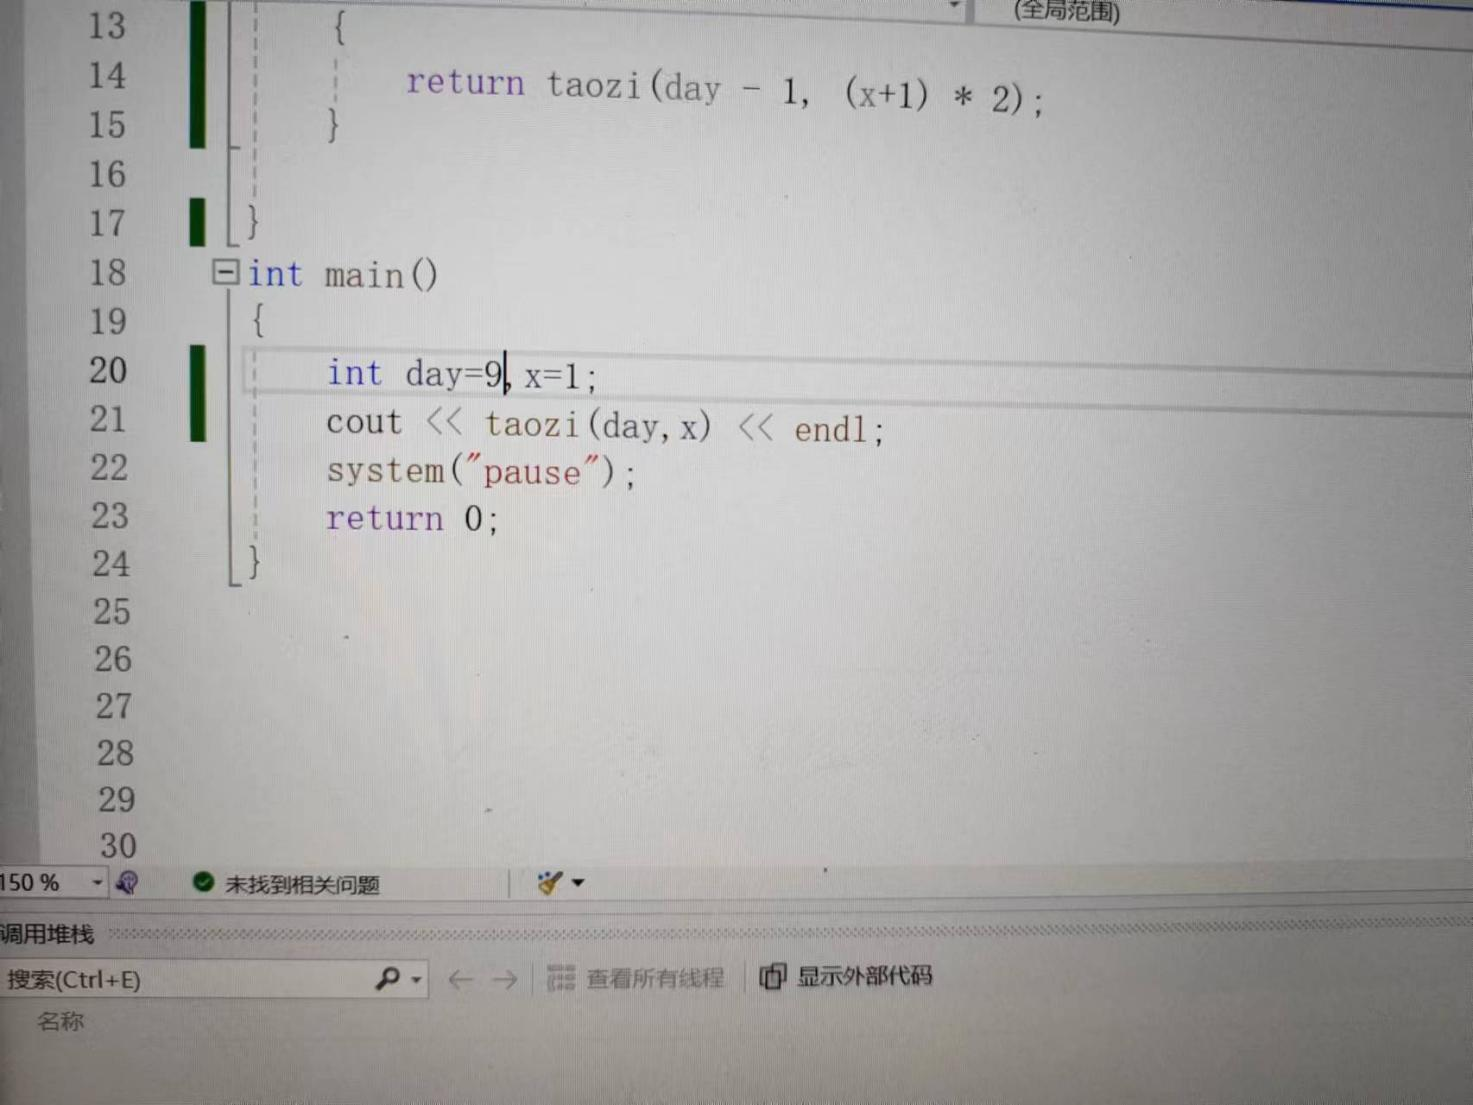 (全局范围)
13 {
14 return taozi(day - 1, (x+1) * 2);
15 }
16
17 }
18 int main()
19 {
20 int day=9, x=1;
21 cout << taozi(day,x) << endl;
22 system("pause");
23 return 0;
24 }
25
26
27
28
29
30
150 % 未找到相关问题
调用堆栈
搜索(Ctrl+E) 查看所有线程 显示外部代码
名称